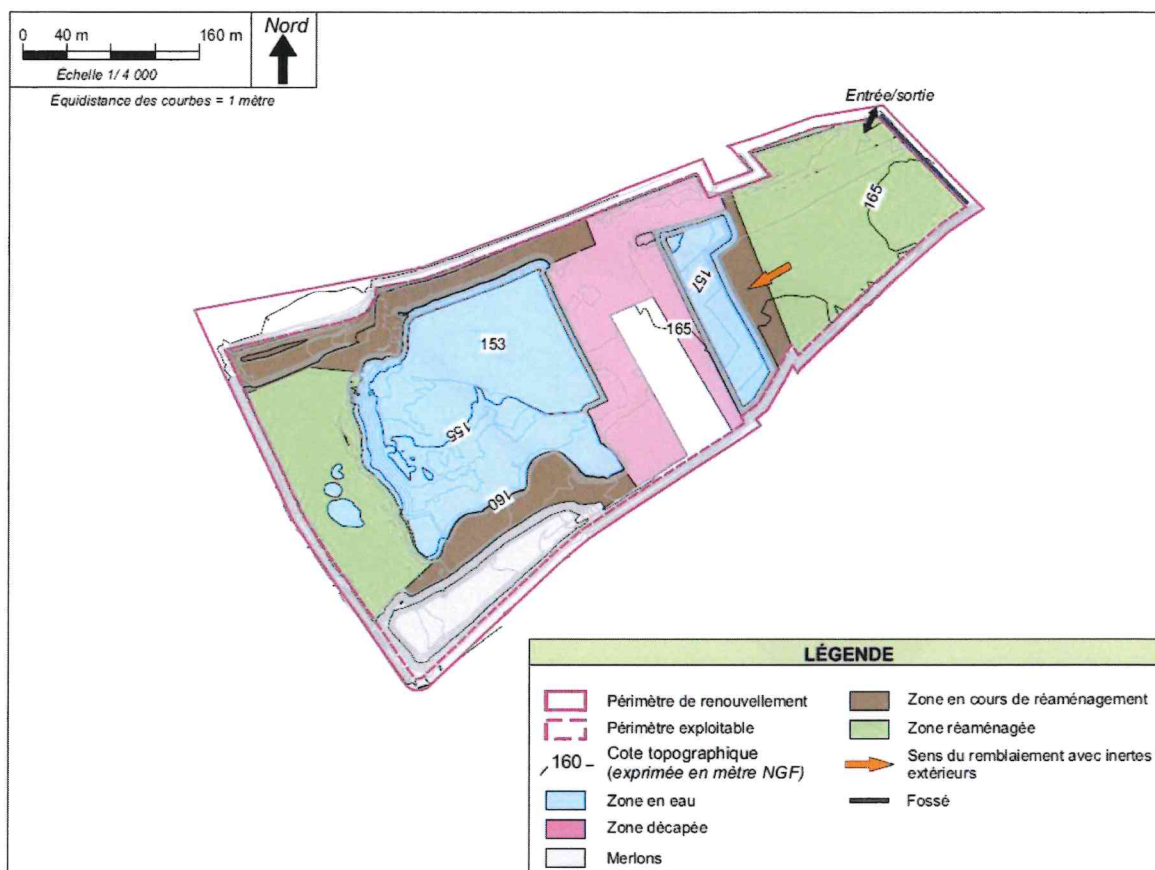 0 40 m 160 m
Échelle 1/ 4 000
Nord
Équidistance des courbes = 1 mètre
Entrée/sortie
165
157
165
153
155
160
LÉGENDE
Périmètre de renouvellement
Périmètre exploitable
160 Cote topographique
(exprimée en mètre NGF)
Zone en eau
Zone décapée
Merlons
Zone en cours de réaménagement
Zone réaménagée
Sens du remblaiement avec inertes
extérieurs
Fossé